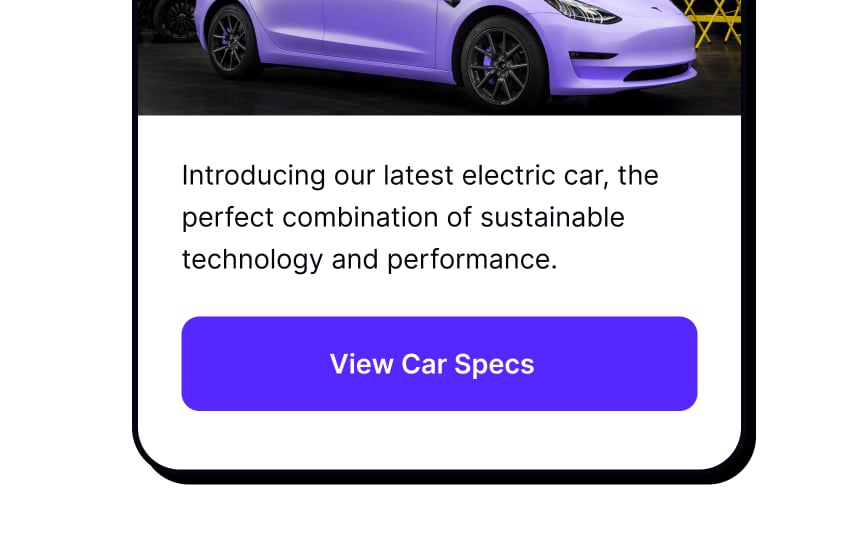 Introducing our latest electric car, the
perfect combination of sustainable
technology and performance.
View Car Specs